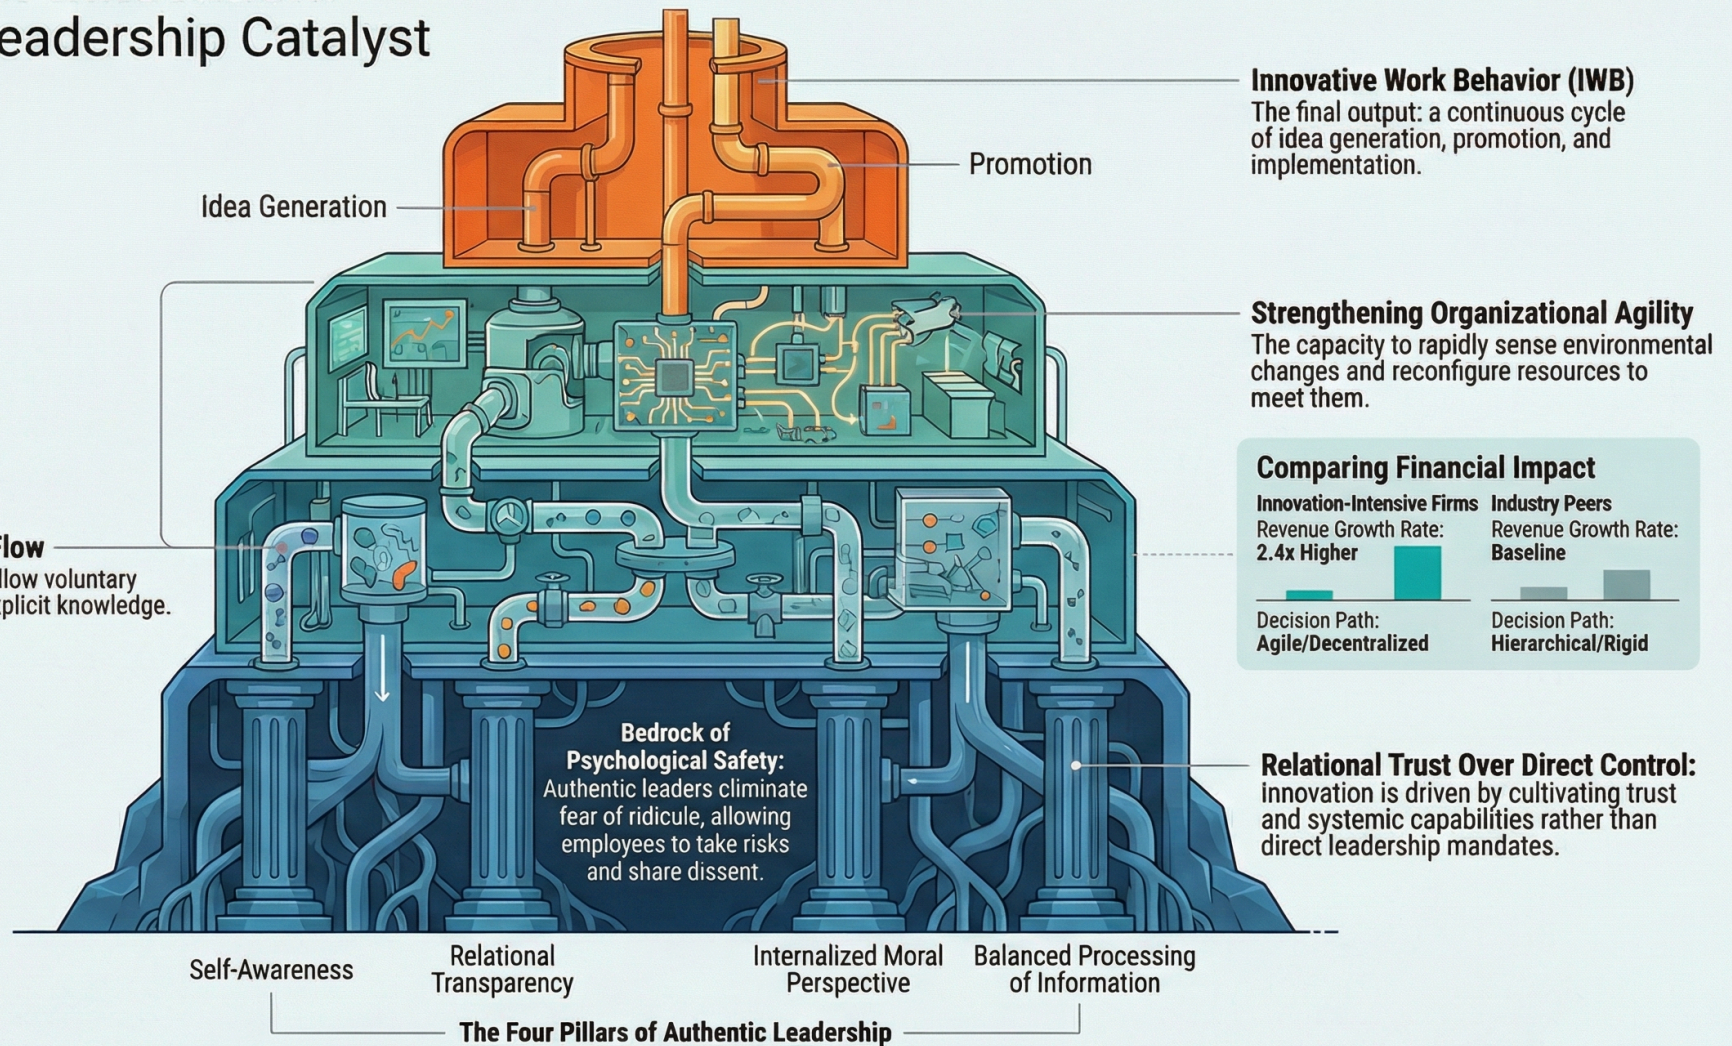 eadership Catalyst
Innovative Work Behavior (IWB)
The final output: a continuous cycle
of idea generation, promotion, and
implementation.
Promotion
Idea Generation
Strengthening Organizational Agility
The capacity to rapidly sense environmental
changes and reconfigure resources to
meet them.
Comparing Financial Impact
Innovation-Intensive Firms
Revenue Growth Rate:
2.4x Higher
Decision Path:
Agile/Decentralized
Industry Peers
Revenue Growth Rate:
Baseline
Decision Path:
Hierarchical/Rigid
Flow
llow voluntary
xplicit knowledge.
Bedrock of
Psychological Safety:
Authentic leaders climinate
fear of ridicule, allowing
employees to take risks
and share dissent.
Relational Trust Over Direct Control:
innovation is driven by cultivating trust
and systemic capabilities rather than
direct leadership mandates.
Self-Awareness
Relational
Transparency
Internalized Moral
Perspective
Balanced Processing
of Information
The Four Pillars of Authentic Leadership